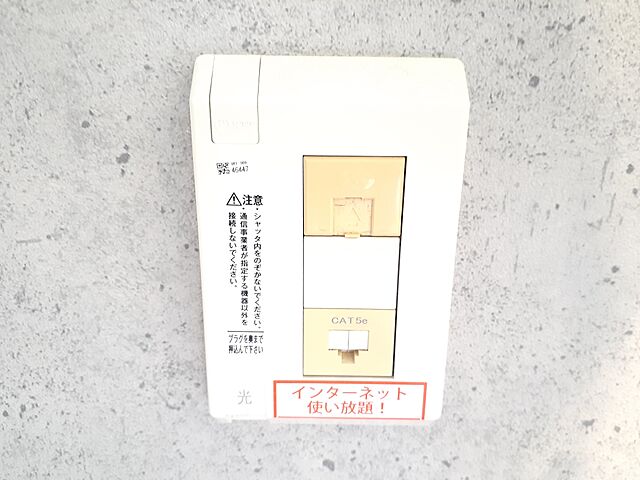 46447
⚠注意
・シャッタ内をのぞかないでください。
・通信事業者が指定する機器以外を
接続しないでください。
プラグを奥まで
押込んで下さい
光
CAT5e
インターネット
使い放題！